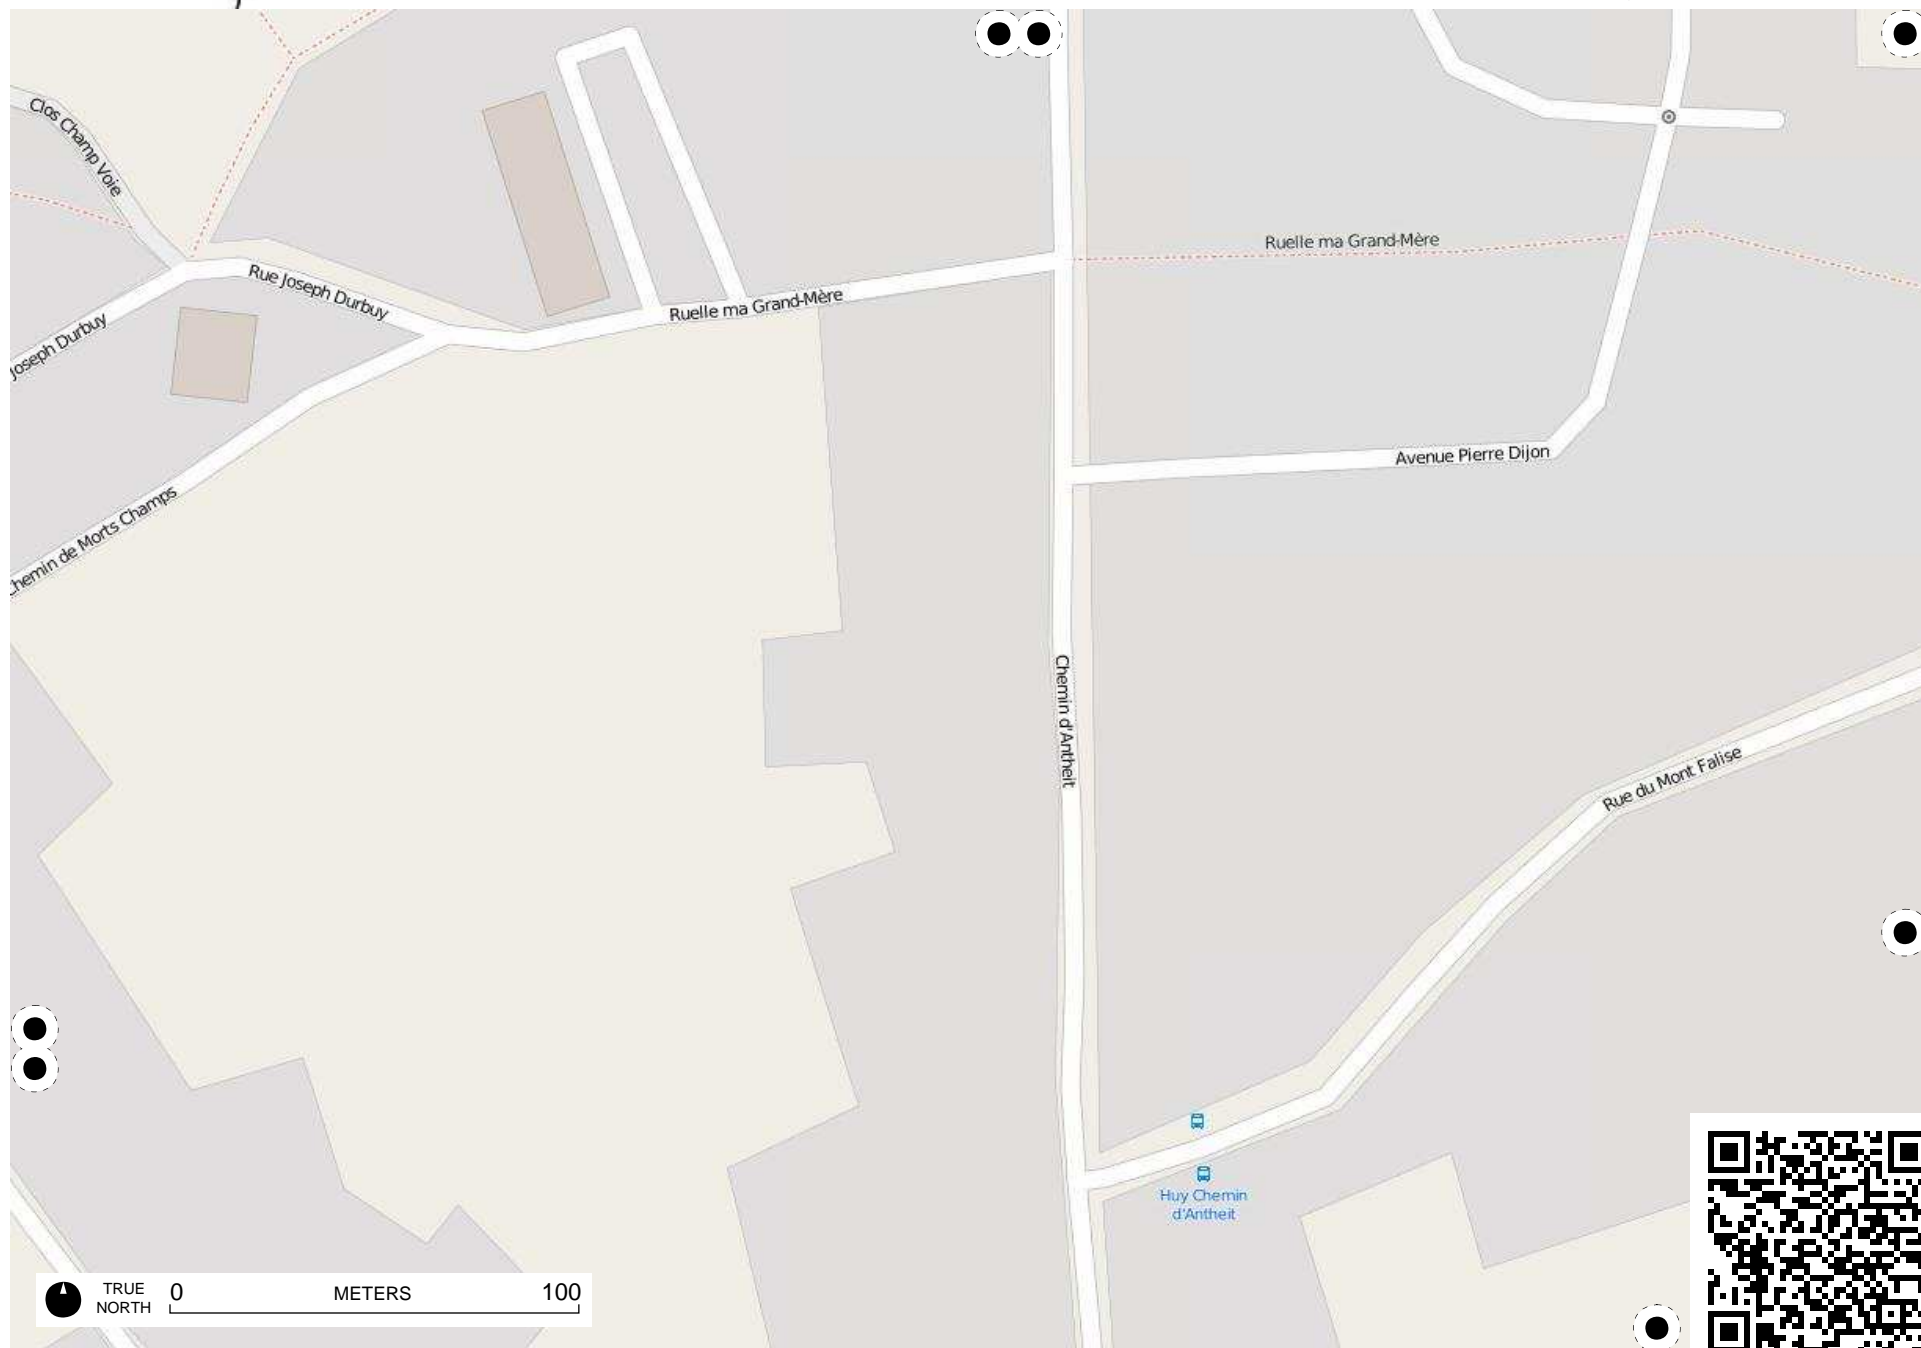 Clos Champ Voie
Ruelle ma Grand-Mère
Rue Joseph Durbuy
Ruelle ma Grand-Mère
Joseph Durbuy
Avenue Pierre Dijon
Chemin de Morts Champs
Chemin d'Antheit
Rue du Mont Falise
Huy Chemin
d'Antheit
TRUE
NORTH
0
METERS
100